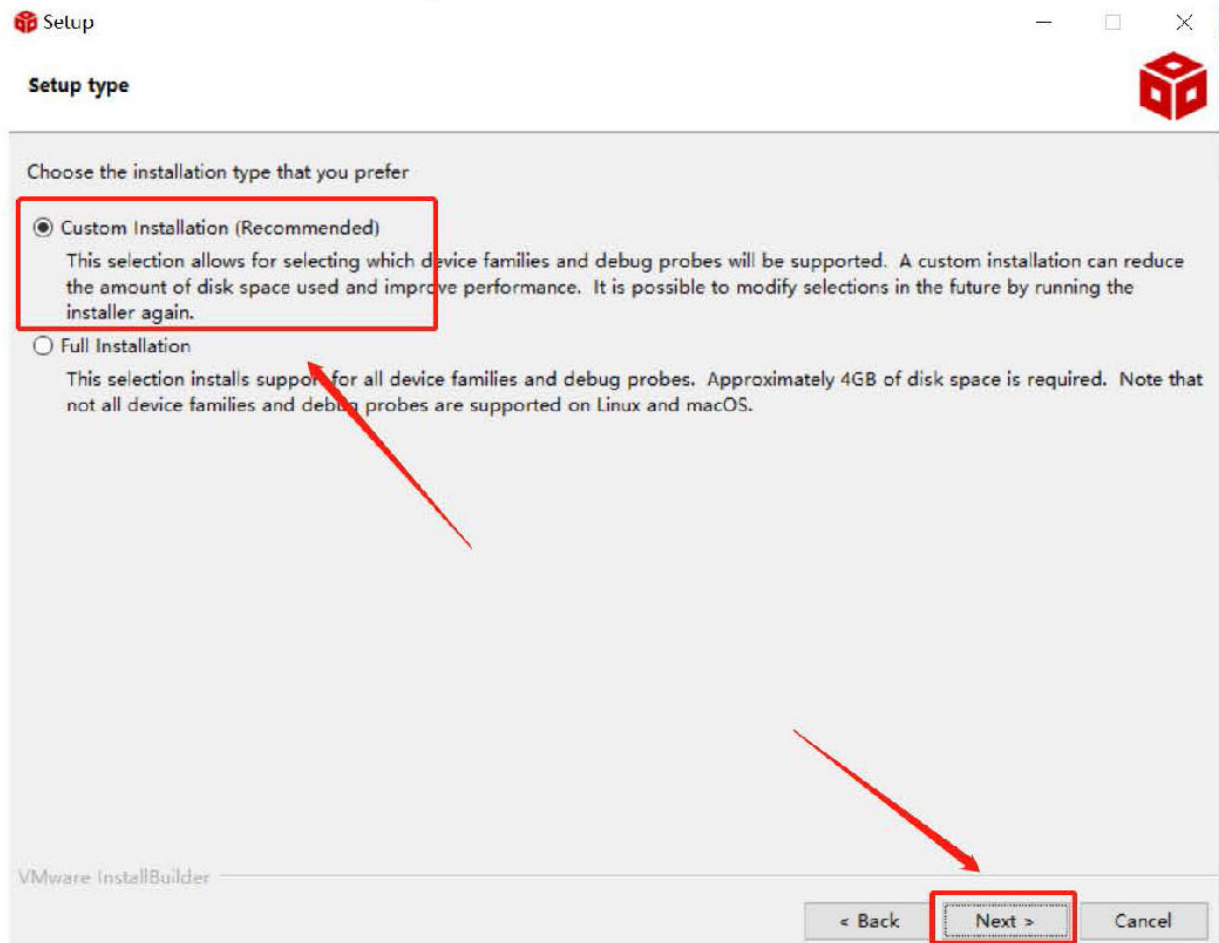 Setup
Setup type
Choose the installation type that you prefer
Custom Installation (Recommended)
This selection allows for selecting which device families and debug probes will be supported. A custom installation can reduce
the amount of disk space used and improve performance. It is possible to modify selections in the future by running the
installer again.
Full Installation
This selection installs support for all device families and debug probes. Approximately 4GB of disk space is required. Note that
not all device families and debug probes are supported on Linux and macOS.
VMware InstallBuilder
< Back
Next >
Cancel